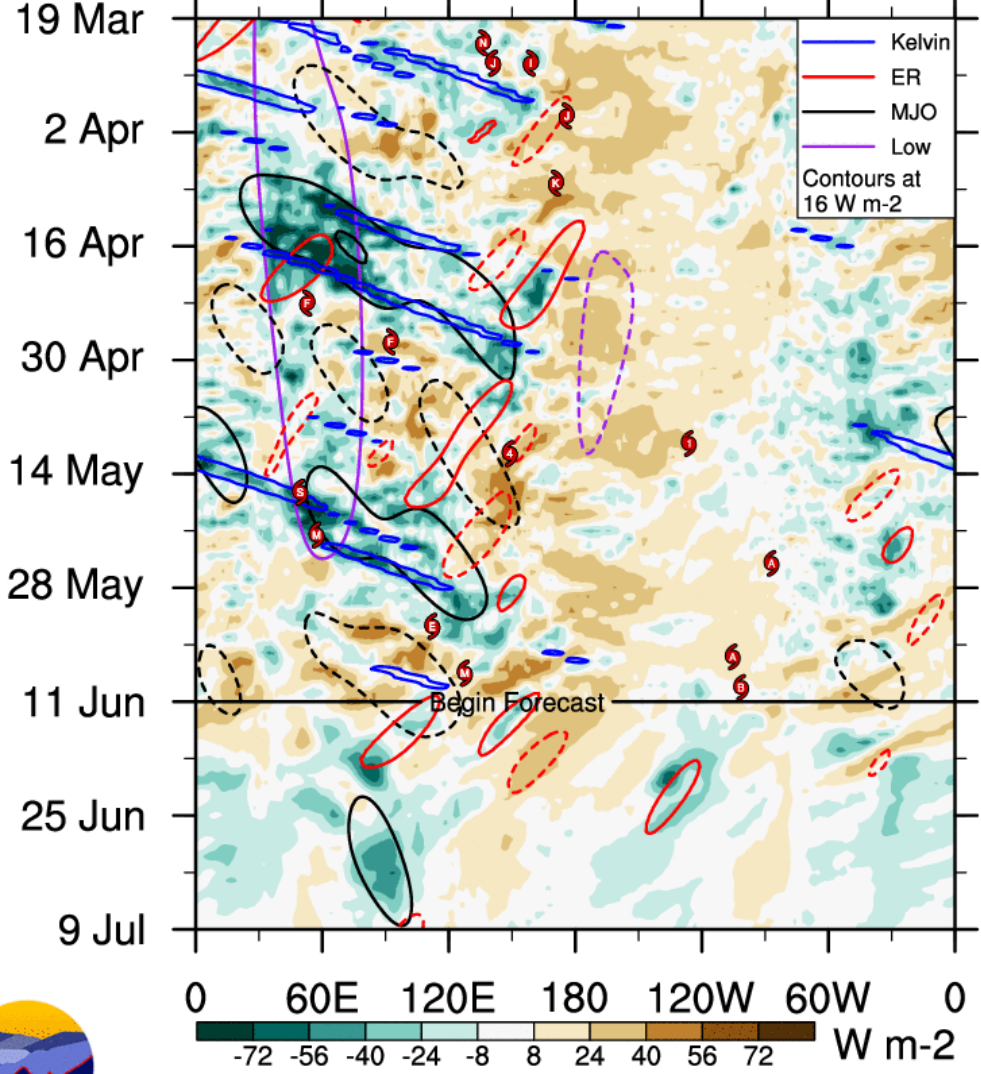 19 Mar
2 Apr
16 Apr
30 Apr
14 May
28 May
11 Jun
25 Jun
9 Jul
Kelvin
ER
MJO
Low
Contours at
16 W m-2
N
J
I
J
K
F
F
1
4
S
M
A
E
A
M
B
Begin Forecast
0 60E 120E 180 120W 60W 0
-72 -56 -40 -24 -8 8 24 40 56 72 W m-2